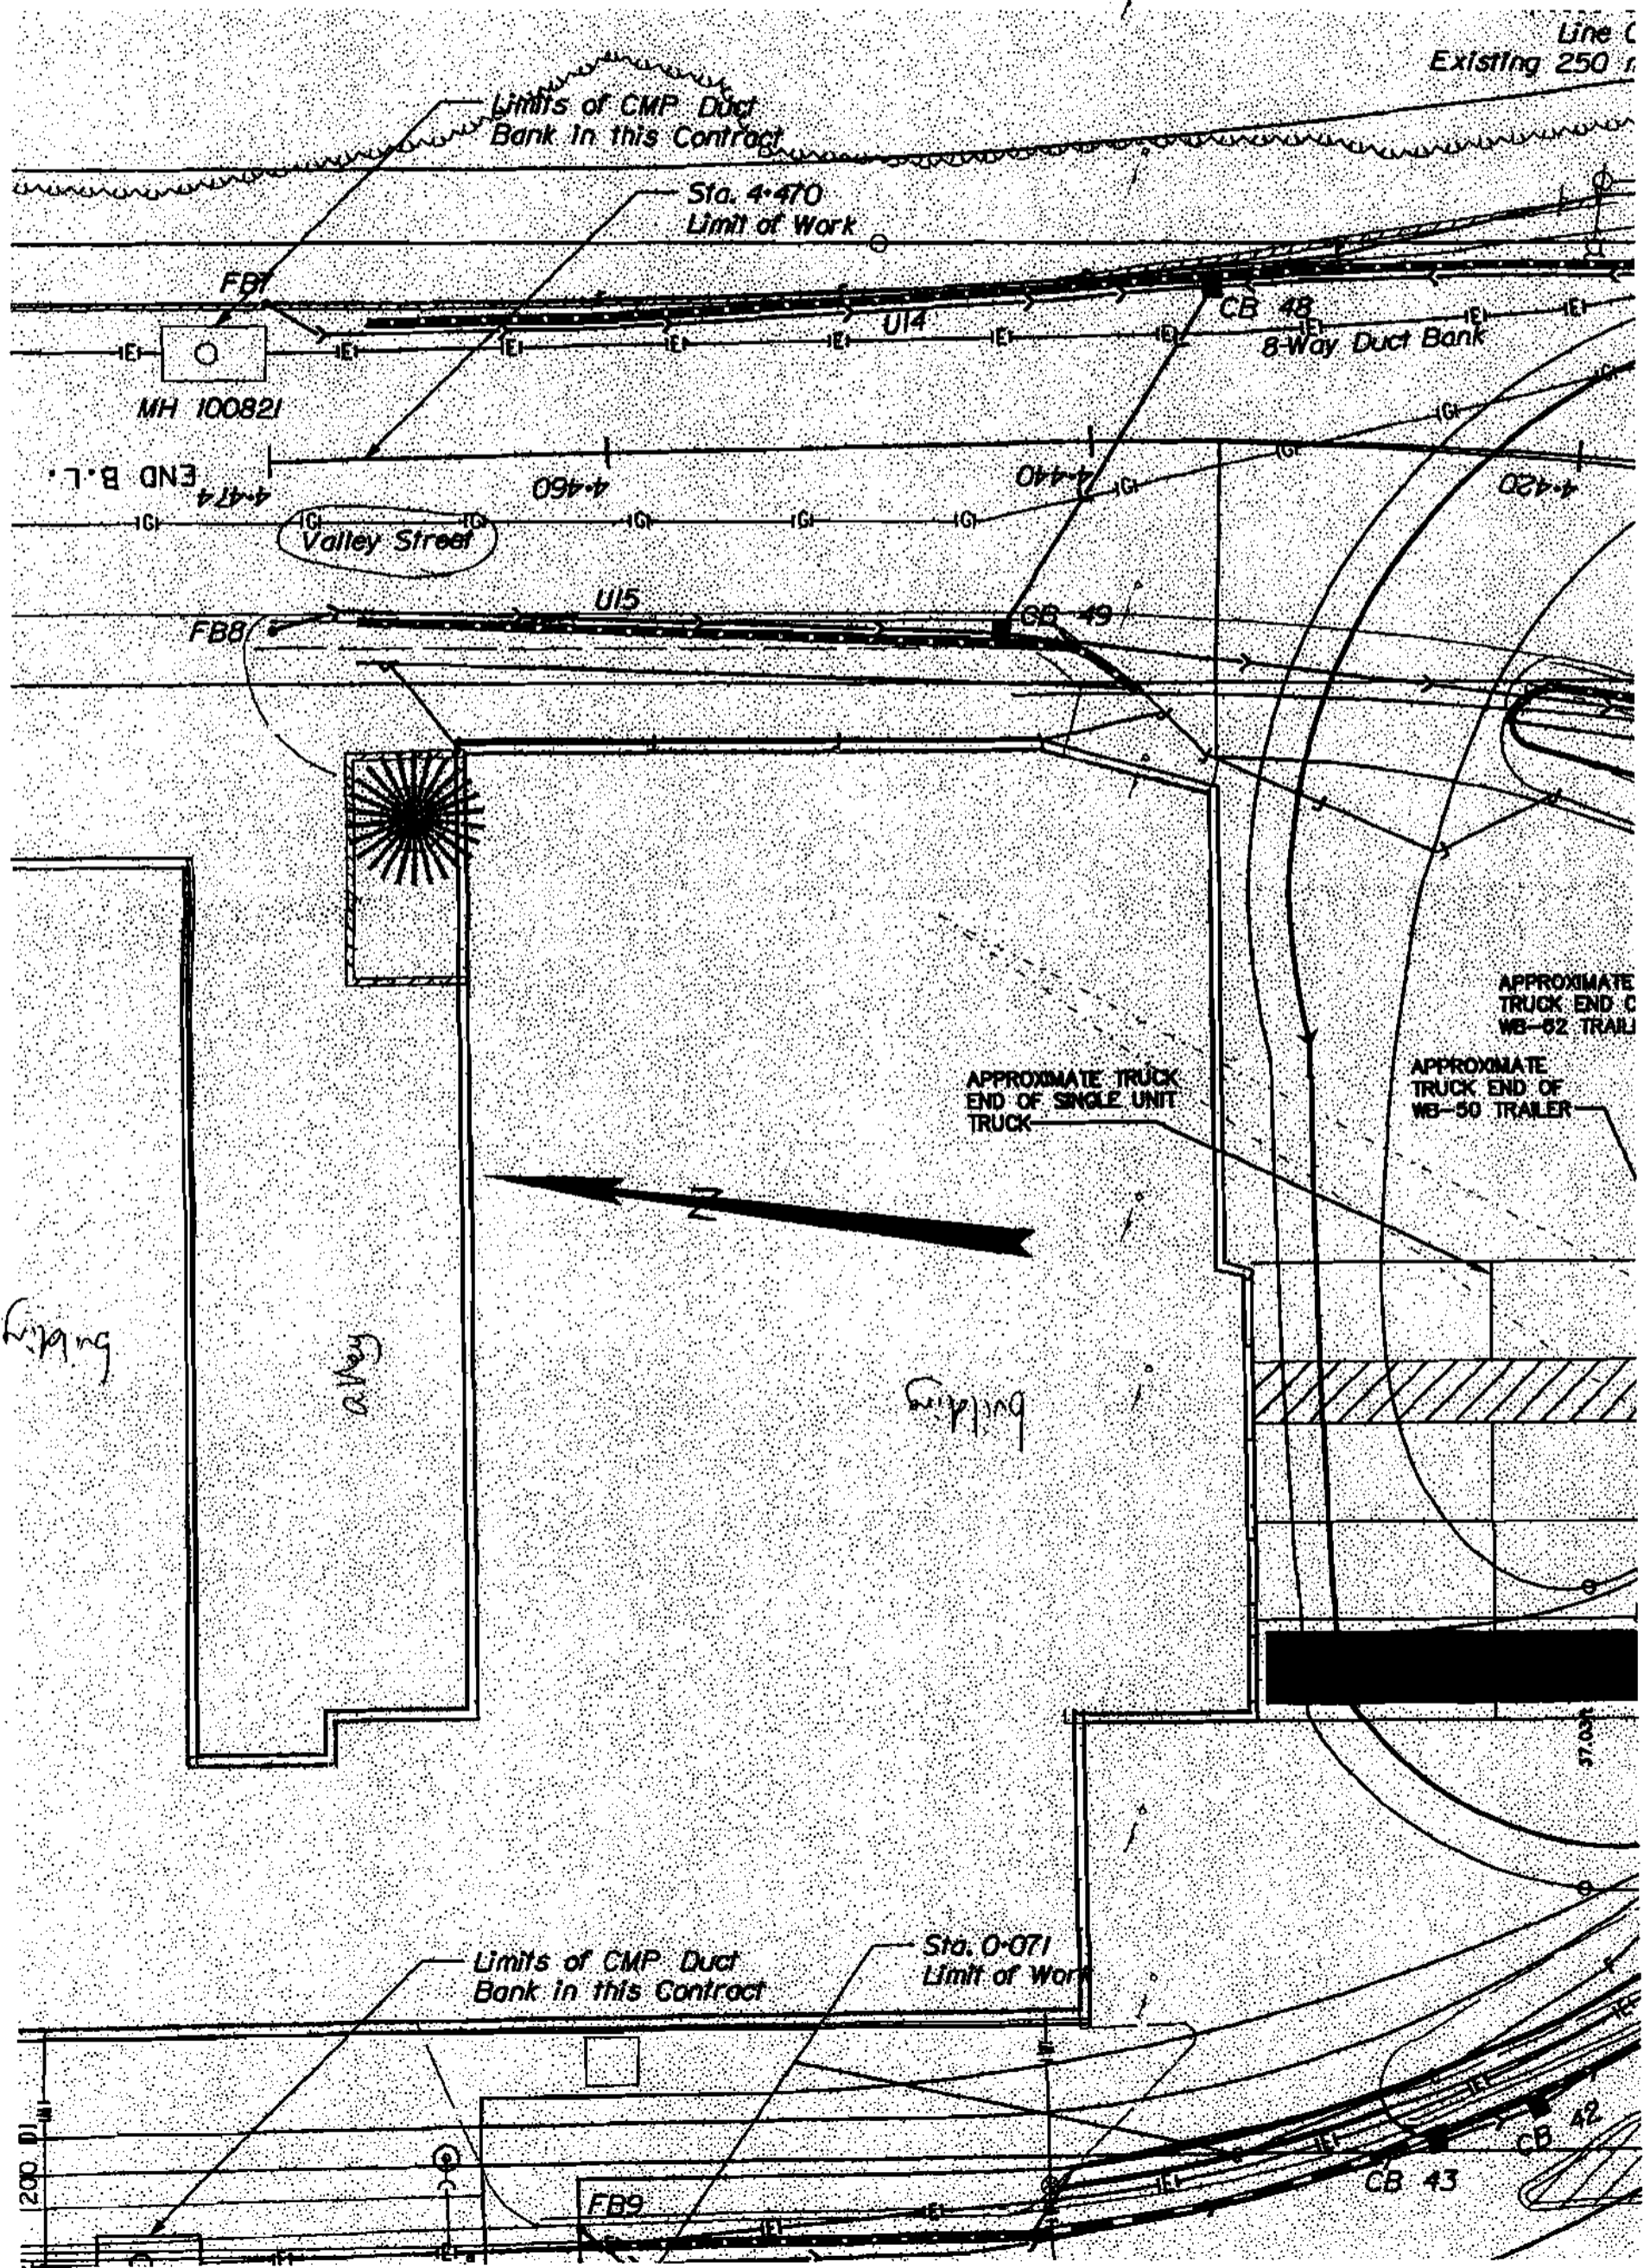 Line
Existing 250
Limits of CMP Duct
Bank in this Contract
Sta. 4+470
Limit of Work
FB7
U14
CB 48
8-Way Duct Bank
MH 100821
END B.L.
4+474
4+460
4+440
4+420
Valley Street
U15
FB8
CB 49
APPROXIMATE
TRUCK END
WB-62
APPROXIMATE
TRUCK END OF
WB-50 TRAILER
APPROXIMATE TRUCK
END OF SINGLE UNIT
TRUCK
N
building
building
37.03ft
Limits of CMP Duct
Bank in this Contract
Sta. 0+071
Limit of Work
200 DI
FB9
CB 43
CB 42
E
G
W